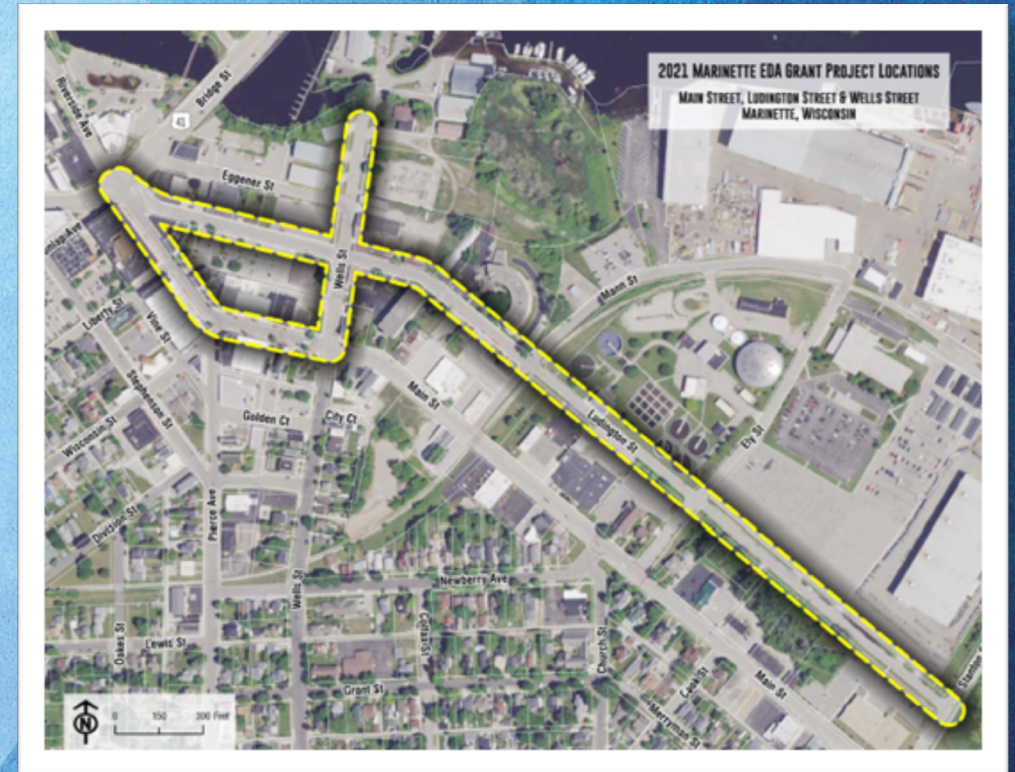 2021 MARINETTE EDA GRANT PROJECT LOCATIONS
MAIN STREET, LUDINGTON STREET & WELLS STREET
MARINETTE, WISCONSIN
Riverside Ave
Bridge St
41
Eggener St
Wells St
Mann St
Liberty St
Vine St
Stephenson St
Main St
Ludington St
Ely St
Golden Ct
City Ct
Wisconsin St
Division St
Pierce Ave
Wells St
Newberry Ave
Oakes St
Lewis St
Church St
Grant St
Main St
Merryman St
N
0 150 300 Feet